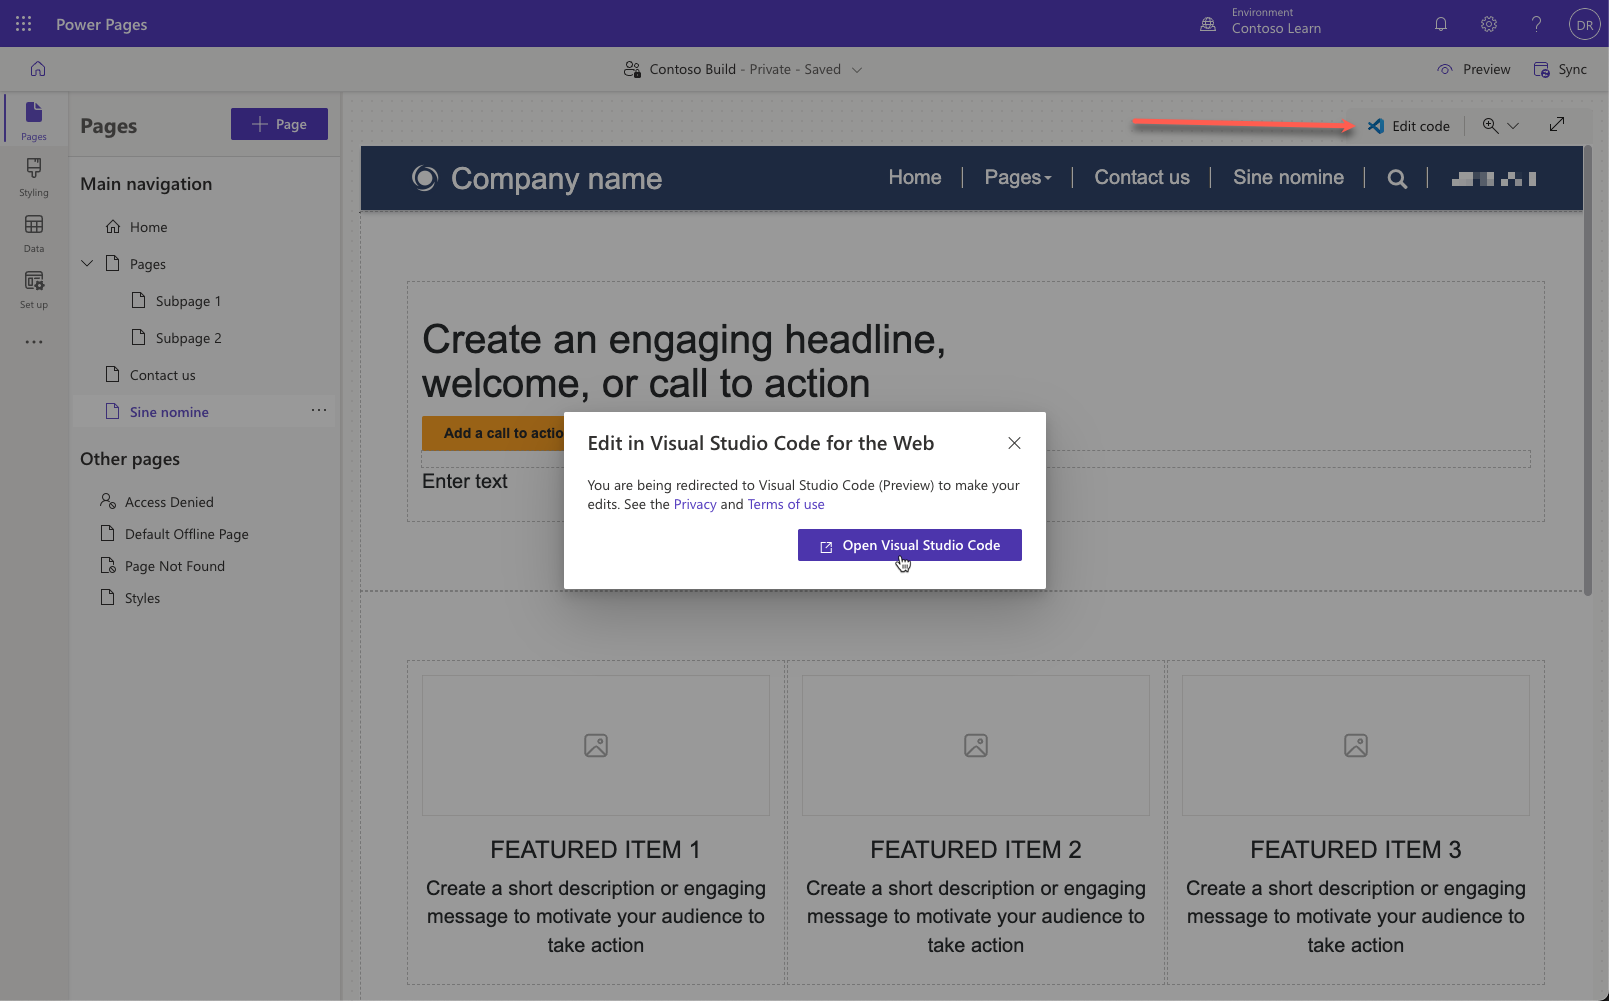 Power Pages
Environment
Contoso Learn
?
DR
Contoso Build - Private - Saved
Preview
Sync
Pages
Styling
Data
Set up
Pages
Page
Main navigation
Home
Pages
Subpage 1
Subpage 2
Contact us
Sine nomine
Other pages
Access Denied
Default Offline Page
Page Not Found
Styles
Edit code
Company name
Home
Pages
Contact us
Sine nomine
Create an engaging headline,
welcome, or call to action
Add a call to actio
Enter text
Edit in Visual Studio Code for the Web
You are being redirected to Visual Studio Code (Preview) to make your
edits. See the Privacy and Terms of use
Open Visual Studio Code
FEATURED ITEM 1
Create a short description or engaging
message to motivate your audience to
take action
FEATURED ITEM 2
Create a short description or engaging
message to motivate your audience to
take action
FEATURED ITEM 3
Create a short description or engaging
message to motivate your audience to
take action